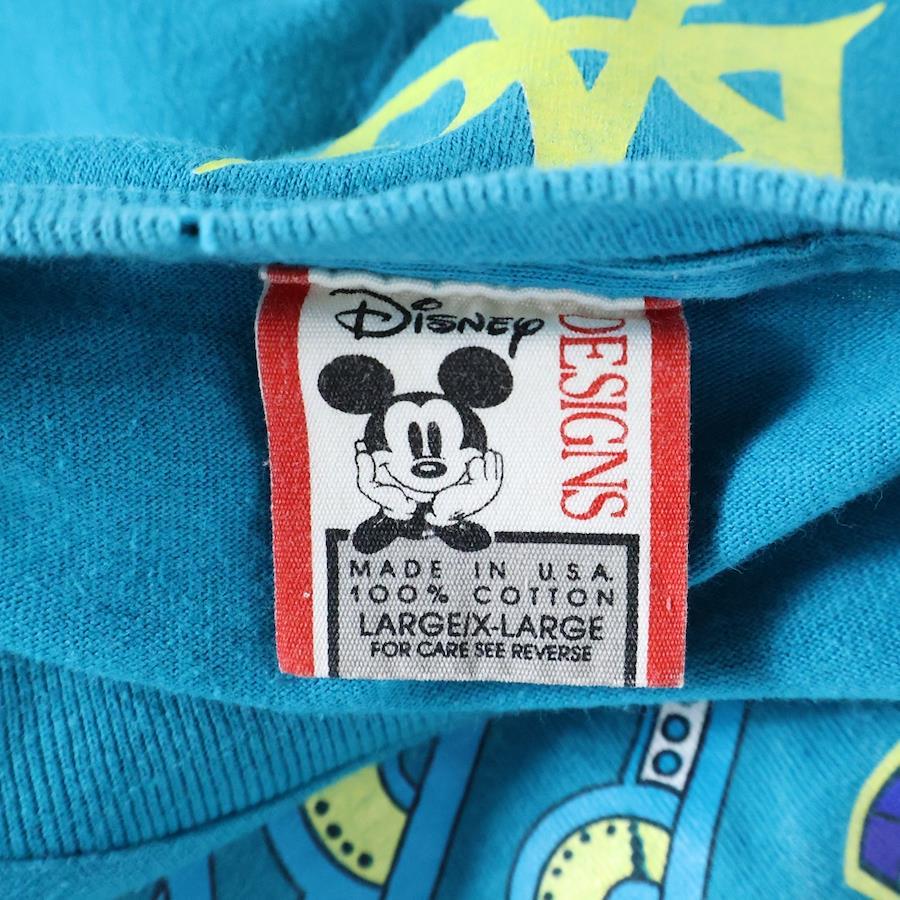 Disney
DESIGNS
MADE IN U.S.A.
100% COTTON
LARGE/X-LARGE
FOR CARE SEE REVERSE